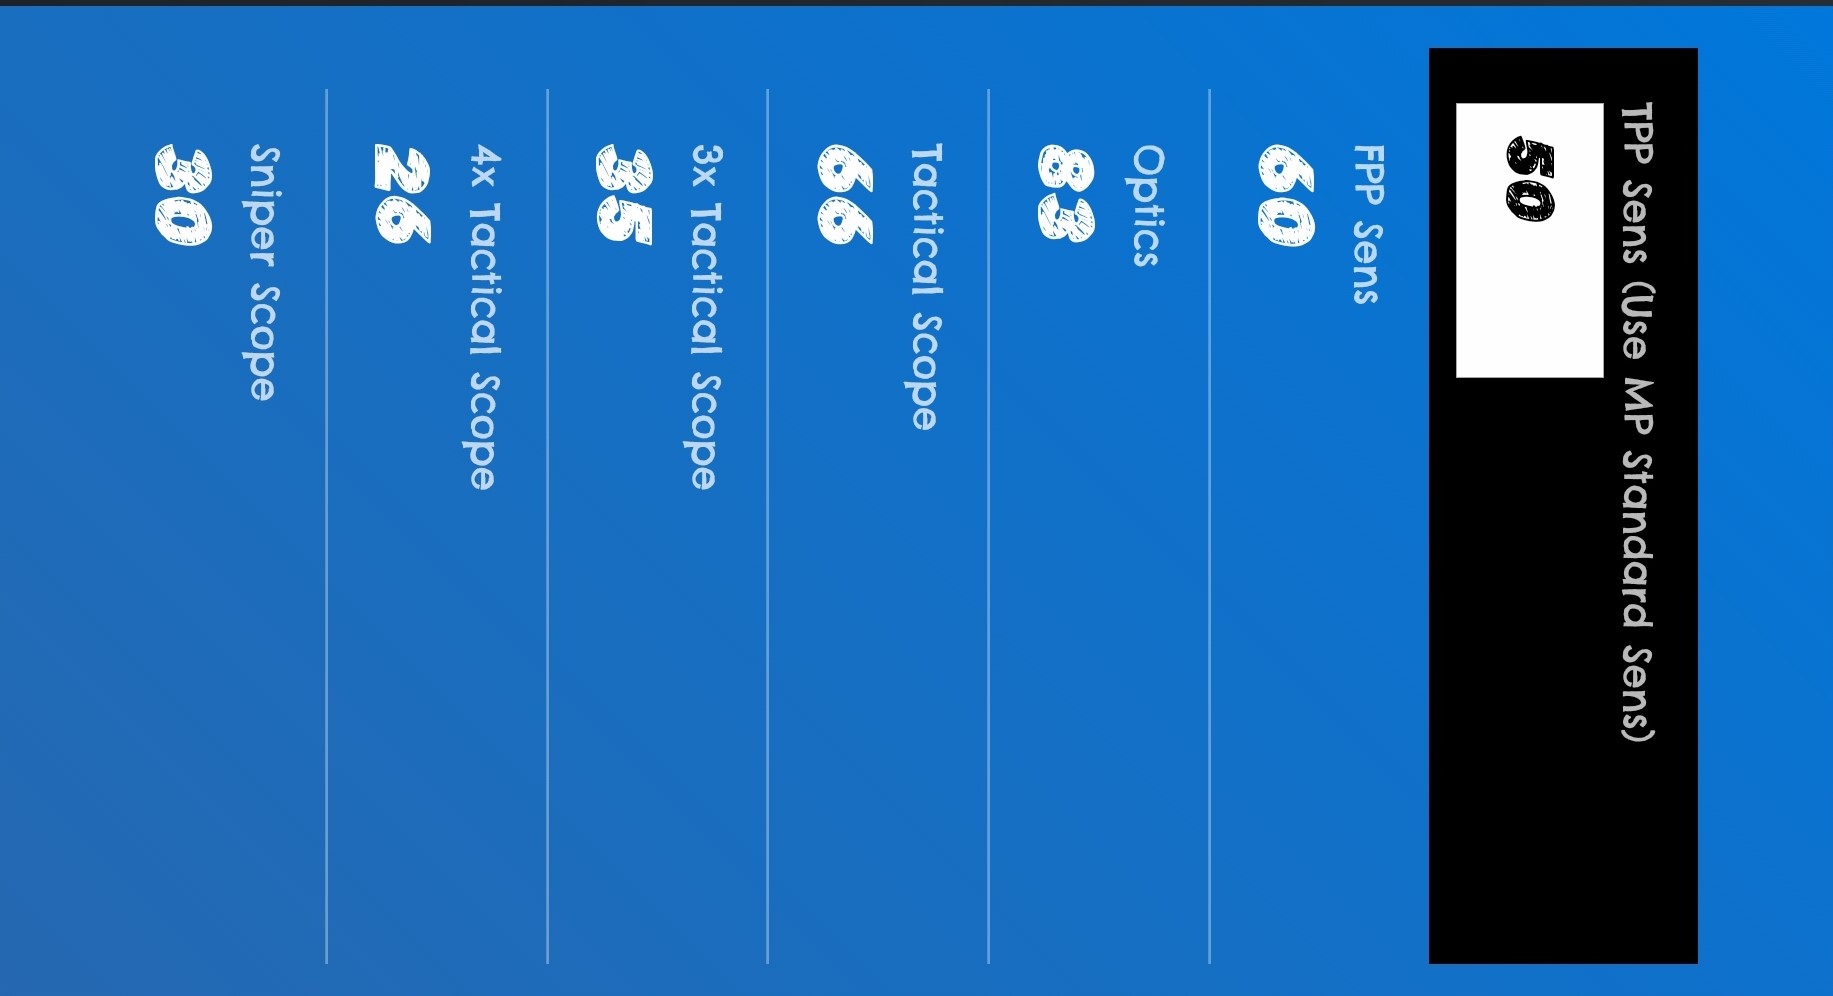 TPP Sens (Use MP Standard Sens)
50
FPP Sens
60
Optics
83
Tactical Scope
66
3x Tactical Scope
35
4x Tactical Scope
26
Sniper Scope
30